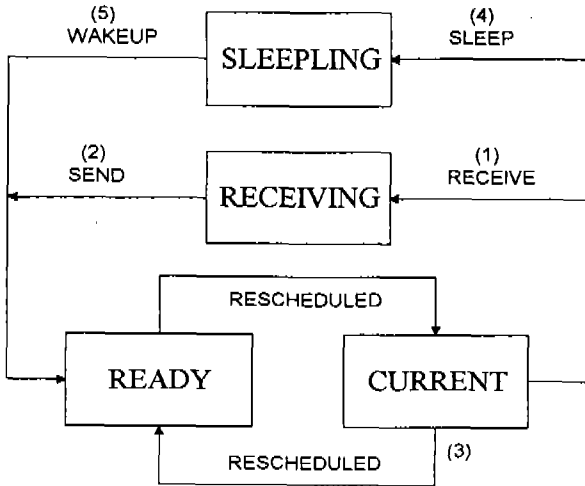 (5)
WAKEUP
SLEEPLING
(4)
SLEEP
(2)
SEND
RECEIVING
(1)
RECEIVE
RESCHEDULED
READY
CURRENT
RESCHEDULED
(3)